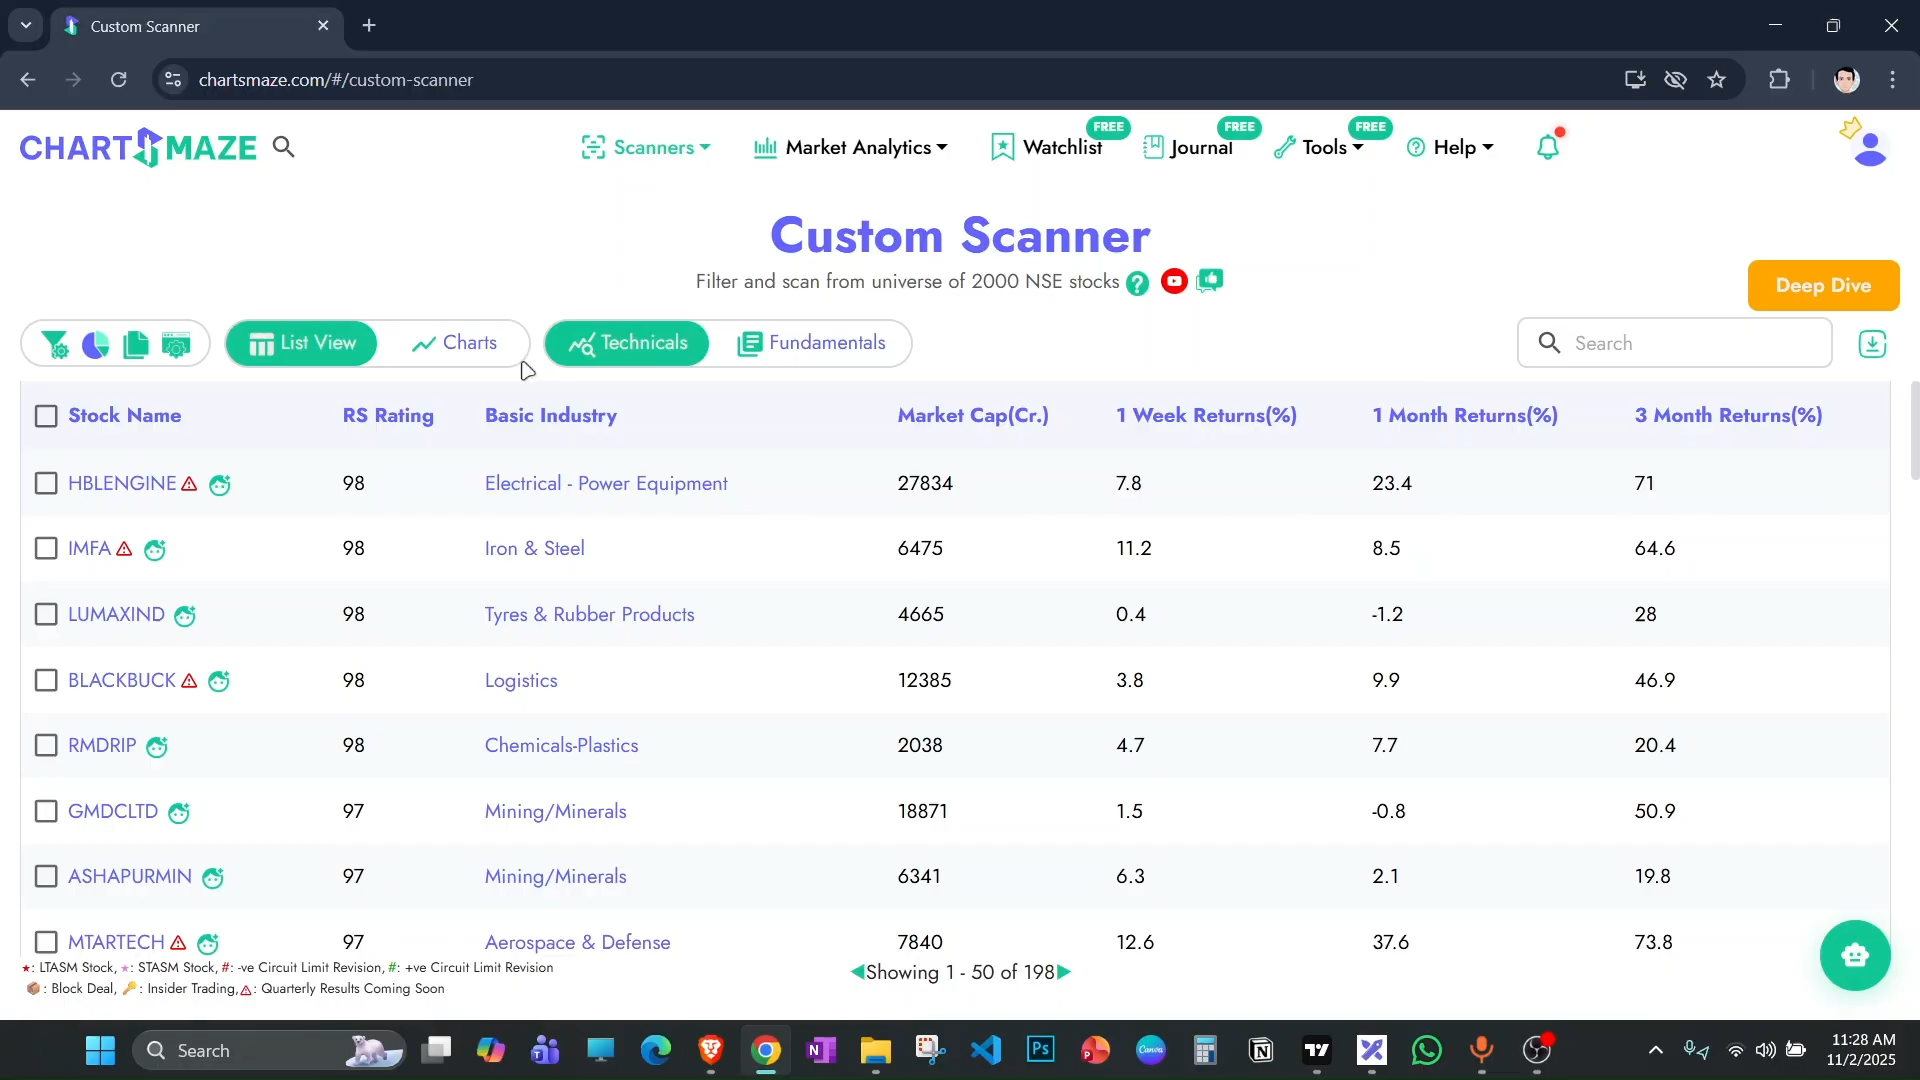 Custom Scanner
chartsmaze.com/#/custom-scanner
CHARTSMAZE
Scanners
Market Analytics
Watchlist FREE
Journal FREE
Tools FREE
Help
Custom Scanner
Filter and scan from universe of 2000 NSE stocks
Deep Dive
List View Charts Technicals Fundamentals Search
Stock Name RS Rating Basic Industry Market Cap(Cr.) 1 Week Returns(%) 1 Month Returns(%) 3 Month Returns(%)
HBLENGINE 98 Electrical - Power Equipment 27834 7.8 23.4 71
IMFA 98 Iron & Steel 6475 11.2 8.5 64.6
LUMAXIND 98 Tyres & Rubber Products 4665 0.4 -1.2 28
BLACKBUCK 98 Logistics 12385 3.8 9.9 46.9
RMDRIP 98 Chemicals-Plastics 2038 4.7 7.7 20.4
GMDCLTD 97 Mining/Minerals 18871 1.5 -0.8 50.9
ASHAPURMIN 97 Mining/Minerals 6341 6.3 2.1 19.8
MTARTECH 97 Aerospace & Defense 7840 12.6 37.6 73.8
★: LTASM Stock, ★: STASM Stock, #: -ve Circuit Limit Revision, #: +ve Circuit Limit Revision
📦: Block Deal, 🔑: Insider Trading, ⚠: Quarterly Results Coming Soon
Showing 1 - 50 of 198
Search
Ps
Canva
11:28 AM
11/2/2025